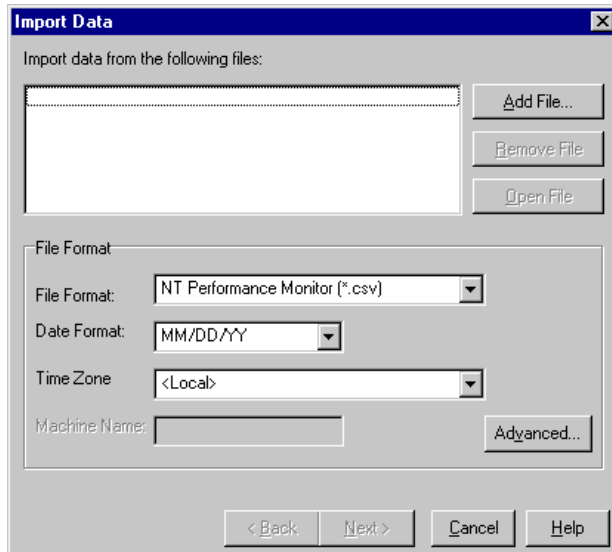 Import Data
Import data from the following files:
Add File...
Remove File
Open File
File Format
File Format:
NT Performance Monitor (*.csv)
Date Format:
MM/DD/YY
Time Zone
<Local>
Machine Name:
Advanced...
< Back
Next >
Cancel
Help